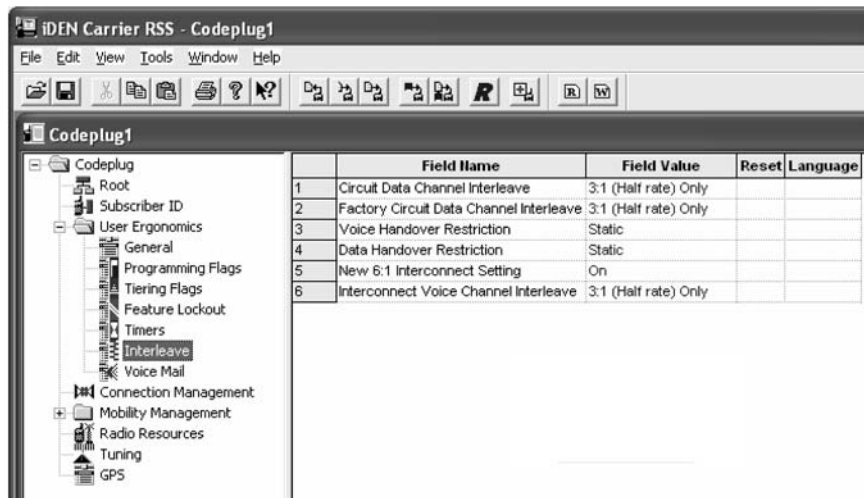 iDEN Carrier RSS - Codeplug1
File Edit View Tools Window Help
R R W
Codeplug1
Codeplug
Root
Subscriber ID
User Ergonomics
General
Programming Flags
Tiering Flags
Feature Lockout
Timers
Interleave
Voice Mail
Connection Management
Mobility Management
Radio Resources
Tuning
GPS
Field Name Field Value Reset Language
1 Circuit Data Channel Interleave 3:1 (Half rate) Only
2 Factory Circuit Data Channel Interleave 3:1 (Half rate) Only
3 Voice Handover Restriction Static
4 Data Handover Restriction Static
5 New 6:1 Interconnect Setting On
6 Interconnect Voice Channel Interleave 3:1 (Half rate) Only